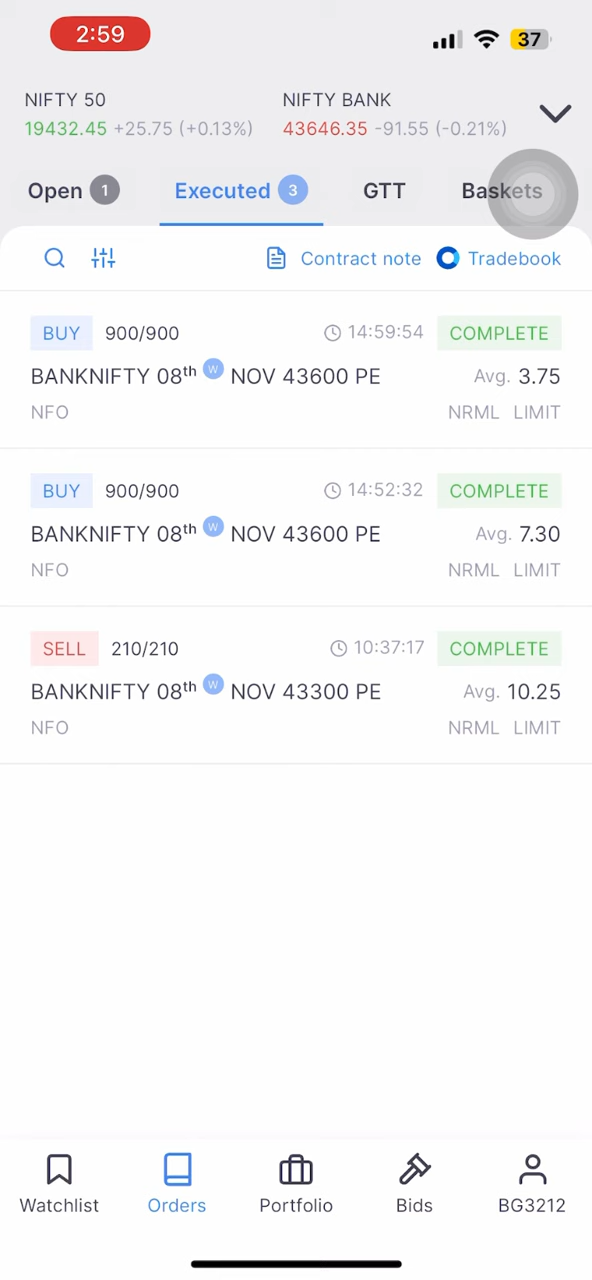 2:59
37
NIFTY 50
19432.45 +25.75 (+0.13%)
NIFTY BANK
43646.35 -91.55 (-0.21%)
Open 1
Executed 3
GTT
Baskets
Contract note
Tradebook
BUY 900/900 14:59:54 COMPLETE
BANKNIFTY 08th W NOV 43600 PE Avg. 3.75
NFO NRML LIMIT
BUY 900/900 14:52:32 COMPLETE
BANKNIFTY 08th W NOV 43600 PE Avg. 7.30
NFO NRML LIMIT
SELL 210/210 10:37:17 COMPLETE
BANKNIFTY 08th W NOV 43300 PE Avg. 10.25
NFO NRML LIMIT
Watchlist Orders Portfolio Bids BG3212